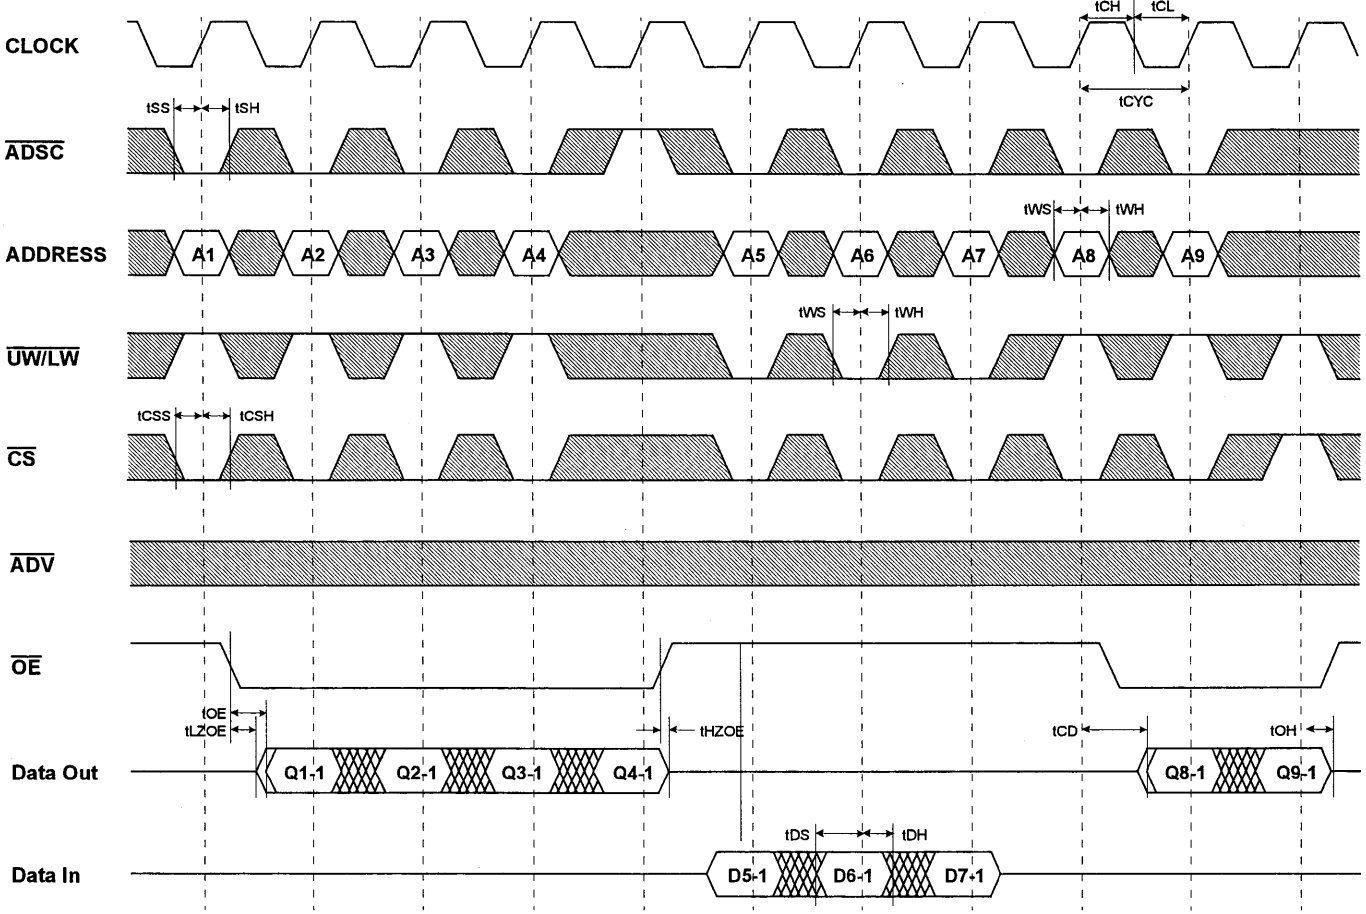 tCH tCL
CLOCK
tCYC
tSS tSH
ADSC
tWS tWH
ADDRESS A1 A2 A3 A4 A5 A6 A7 A8 A9
tWS tWH
UW/LW
tCSS tCSH
CS
ADV
OE
tOE
tLZOE tHZOE tCD tOH
Data Out Q1-1 Q2-1 Q3-1 Q4-1 Q8-1 Q9-1
tDS tDH
Data In D5-1 D6-1 D7-1